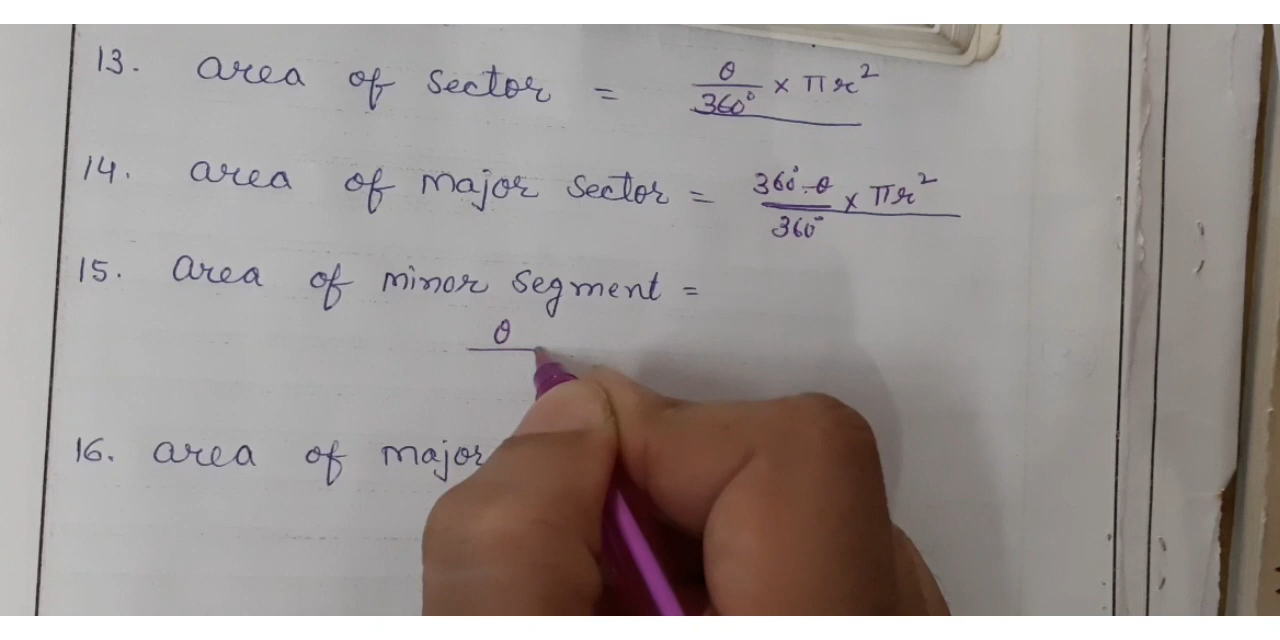 13. area of sector = θ/360° × πr²
14. area of major sector = 360°-θ/360° × πr²
15. area of minor segment =
θ
16. area of major